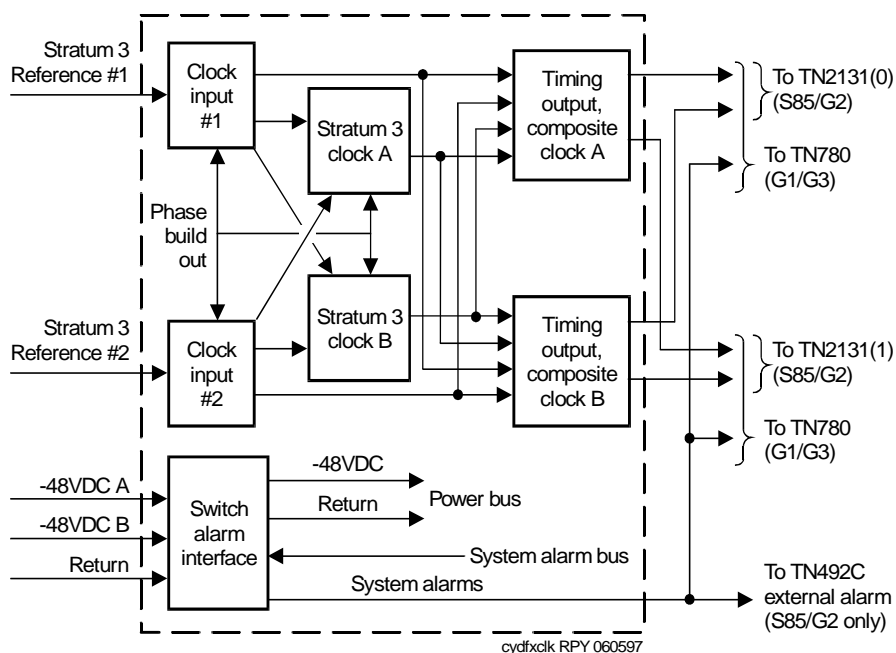 Stratum 3
Reference #1
Clock
input
#1
Stratum 3
clock A
Timing
output,
composite
clock A
To TN2131(0)
(S85/G2)
To TN780
(G1/G3)
Phase
build
out
Stratum 3
Reference #2
Clock
input
#2
Stratum 3
clock B
Timing
output,
composite
clock B
To TN2131(1)
(S85/G2)
To TN780
(G1/G3)
-48VDC A
-48VDC B
Return
Switch
alarm
interface
-48VDC
Return
Power bus
System alarm bus
System alarms
To TN492C
external alarm
(S85/G2 only)
cydfxclk RPY 060597